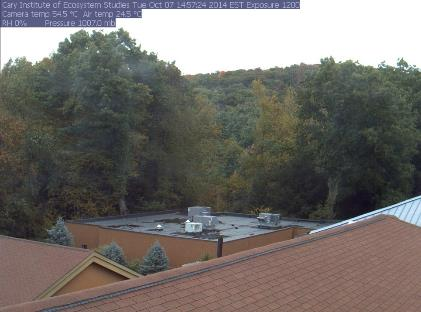 Cary Institute of Ecosystem Studies Tue Oct 07 14:57:24 2014 EST Exposure 1200
Camera temp 54.5 °C Air temp 24.5 °C
RH 0% Pressure 1007.0 mb